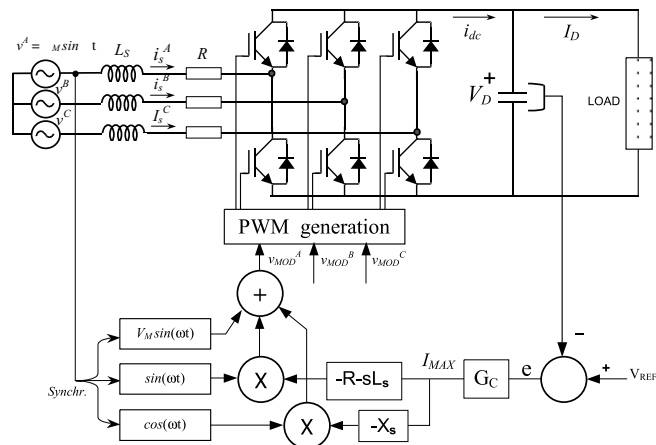 v^A = _M sin t
L_S
i_s^A
R
i_dc
I_D
v^B
i_s^B
v^C
I_s^C
V_D
+
LOAD
PWM generation
v_MOD^A
v_MOD^B
v_MOD^C
+
V_M sin(ωt)
−
I_MAX
sin(ωt)
X
-R-sL_s
G_C
e
+
V_REF
Synchr.
cos(ωt)
X
-X_s